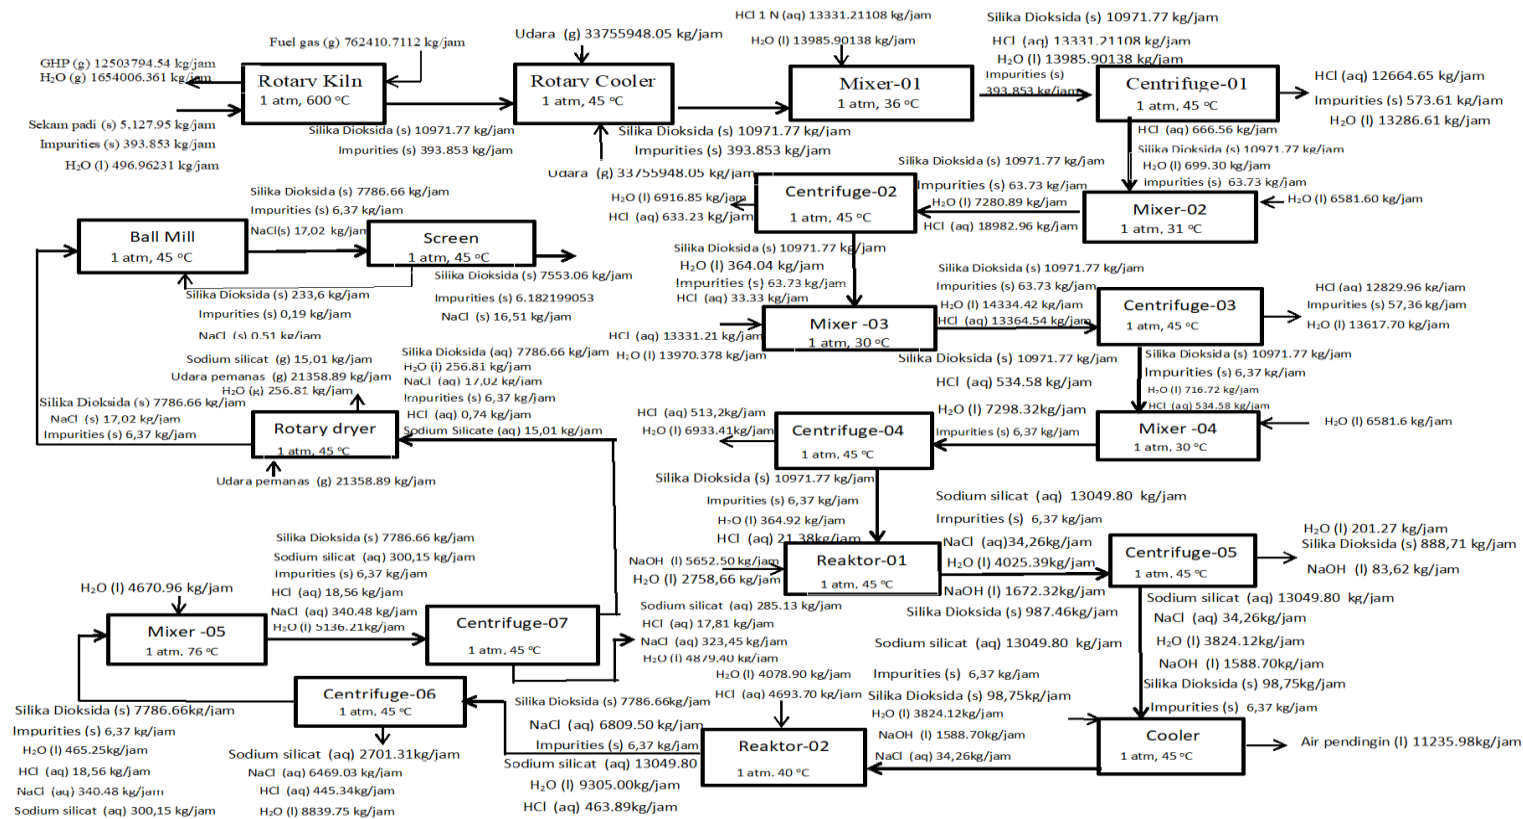 Fuel gas (g) 762410.7112 kg/jam
GHP (g) 12503794.54 kg/jam
H₂O (g) 1654006.361 kg/jam
Rotary Kiln
1 atm, 600 °C
Sekam padi (s) 5,127.95 kg/jam
Impurities (s) 393.853 kg/jam
H₂O (l) 496.96231 kg/jam
Silika Dioksida (s) 10971.77 kg/jam
Impurities (s) 393.853 kg/jam
Udara (g) 33755948.05 kg/jam
Rotary Cooler
1 atm, 45 °C
Silika Dioksida (s) 10971.77 kg/jam
Impurities (s) 393.853 kg/jam
Udara (g) 33755948.05 kg/jam
HCl 1 N (aq) 13331.21108 kg/jam
H₂O (l) 13985.90138 kg/jam
Mixer-01
1 atm, 36 °C
Silika Dioksida (s) 10971.77 kg/jam
HCl (aq) 13331.21108 kg/jam
H₂O (l) 13985.90138 kg/jam
Impurities (s)
393.853 kg/jam
Centrifuge-01
1 atm, 45 °C
HCl (aq) 12664.65 kg/jam
Impurities (s) 573.61 kg/jam
H₂O (l) 13286.61 kg/jam
HCl (aq) 666.56 kg/jam
Silika Dioksida (s) 10971.77 kg/jam
H₂O (l) 699.30 kg/jam
Impurities (s) 63.73 kg/jam
Mixer-02
1 atm, 31 °C
H₂O (l) 6581.60 kg/jam
Silika Dioksida (s) 10971.77 kg/jam
Impurities (s) 63.73 kg/jam
H₂O (l) 7280.89 kg/jam
HCl (aq) 18982.96 kg/jam
Centrifuge-02
1 atm, 45 °C
H₂O (l) 6916.85 kg/jam
HCl (aq) 633.23 kg/jam
Silika Dioksida (s) 10971.77 kg/jam
H₂O (l) 364.04 kg/jam
Impurities (s) 63.73 kg/jam
HCl (aq) 33.33 kg/jam
Mixer -03
1 atm, 30 °C
HCl (aq) 13331.21 kg/jam
H₂O (l) 13970.378 kg/jam
Silika Dioksida (s) 10971.77 kg/jam
Impurities (s) 63.73 kg/jam
H₂O (l) 14334.42 kg/jam
HCl (aq) 13364.54 kg/jam
Centrifuge-03
1 atm, 45 °C
HCl (aq) 12829.96 kg/jam
Impurities (s) 57,36 kg/jam
H₂O (l) 13617.70 kg/jam
Silika Dioksida (s) 10971.77 kg/jam
Impurities (s) 6,37 kg/jam
H₂O (l) 716.72 kg/jam
HCl (aq) 534.58 kg/jam
Mixer -04
1 atm, 30 °C
H₂O (l) 6581.6 kg/jam
Silika Dioksida (s) 10971.77 kg/jam
HCl (aq) 534.58 kg/jam
H₂O (l) 7298.32kg/jam
Impurities (s) 6,37 kg/jam
Centrifuge-04
1 atm, 45 °C
HCl (aq) 513,2kg/jam
H₂O (l) 6933.41kg/jam
Silika Dioksida (s) 10971.77 kg/jam
Impurities (s) 6,37 kg/jam
H₂O (l) 364.92 kg/jam
HCl (aq) 21.38kg/jam
Reaktor-01
1 atm, 45 °C
NaOH (l) 5652.50 kg/jam
H₂O (l) 2758,66 kg/jam
Sodium silicat (aq) 13049.80 kg/jam
Impurities (s) 6,37 kg/jam
NaCl (aq)34,26kg/jam
H₂O (l) 4025.39kg/jam
NaOH (l) 1672.32kg/jam
Silika Dioksida (s) 987.46kg/jam
Centrifuge-05
1 atm, 45 °C
H₂O (l) 201.27 kg/jam
Silika Dioksida (s) 888,71 kg/jam
NaOH (l) 83,62 kg/jam
Sodium silicat (aq) 13049.80 kg/jam
NaCl (aq) 34,26kg/jam
H₂O (l) 3824.12kg/jam
NaOH (l) 1588.70kg/jam
Silika Dioksida (s) 98,75kg/jam
Impurities (s) 6,37 kg/jam
Cooler
1 atm, 45 °C
Air pendingin (l) 11235.98kg/jam
Sodium silicat (aq) 13049.80 kg/jam
Impurities (s) 6,37 kg/jam
Silika Dioksida (s) 98,75kg/jam
H₂O (l) 3824.12kg/jam
NaOH (l) 1588.70kg/jam
NaCl (aq) 34,26kg/jam
H₂O (l) 4078.90 kg/jam
HCl (aq) 4693.70 kg/jam
Reaktor-02
1 atm. 40 °C
Silika Dioksida (s) 7786.66 kg/jam
NaCl (aq) 6809.50 kg/jam
Impurities (s) 6,37 kg/jam
Sodium silicat (aq) 13049.80
H₂O (l) 9305.00kg/jam
HCl (aq) 463.89kg/jam
Centrifuge-06
1 atm, 45 °C
Sodium silicat (aq) 2701.31kg/jam
NaCl (aq) 6469.03 kg/jam
HCl (aq) 445.34kg/jam
H₂O (l) 8839.75 kg/jam
Silika Dioksida (s) 7786.66kg/jam
Impurities (s) 6,37 kg/jam
H₂O (l) 465.25kg/jam
HCl (aq) 18,56 kg/jam
NaCl (aq) 340.48 kg/jam
Sodium silicat (aq) 300,15 kg/jam
H₂O (l) 4670.96 kg/jam
Mixer -05
1 atm. 76 °C
Silika Dioksida (s) 7786.66 kg/jam
Sodium silicat (aq) 300,15 kg/jam
Impurities (s) 6,37 kg/jam
HCl (aq) 18,56 kg/jam
NaCl (aq) 340.48 kg/jam
H₂O (l) 5136.21kg/jam
Centrifuge-07
1 atm, 45 °C
Sodium silicat (aq) 285.13 kg/jam
HCl (aq) 17,81 kg/jam
NaCl (aq) 323,45 kg/jam
H₂O (l) 4879.40 kg/jam
Silika Dioksida (aq) 7786.66 kg/jam
H₂O (l) 256.81 kg/jam
NaCl (aq) 17,02 kg/jam
Impurities (s) 6,37 kg/jam
HCl (aq) 0,74 kg/jam
Sodium Silicate (aq) 15,01 kg/jam
Rotary dryer
1 atm, 45 °C
Sodium silicat (g) 15,01 kg/jam
Udara pemanas (g) 21358.89 kg/jam
H₂O (g) 256.81 kg/jam
Udara pemanas (g) 21358.89 kg/jam
Silika Dioksida (s) 7786.66 kg/jam
NaCl (s) 17,02 kg/jam
Impurities (s) 6,37 kg/jam
Ball Mill
1 atm, 45 °C
Silika Dioksida (s) 7786.66 kg/jam
Impurities (s) 6,37 kg/jam
NaCl(s) 17,02 kg/jam
Screen
1 atm, 45 °C
Silika Dioksida (s) 7553.06 kg/jam
Impurities (s) 6.182199053
NaCl (s) 16,51 kg/jam
Silika Dioksida (s) 233,6 kg/jam
Impurities (s) 0,19 kg/jam
NaCl (s) 0,51 kg/jam